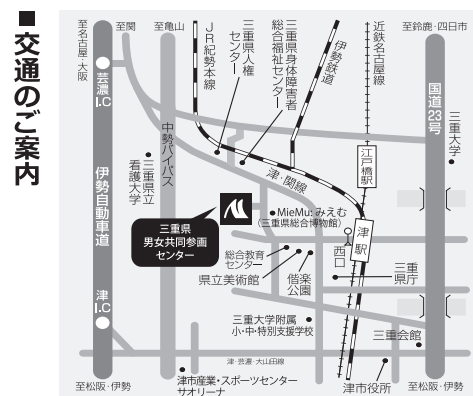 ■交通のご案内
至名古屋・大阪
至関
至亀山
JR紀勢本線
三重県人権
センター
三重県身体障害者
総合福祉センター
伊勢鉄道
近鉄名古屋線
至鈴鹿・四日市
芸濃
I.C
国道23号
三重大学
中勢バイパス
三重県立
看護大学
江戸橋駅
津・関線
伊勢自動車道
MieMu:みえむ
(三重県総合博物館)
三重県
男女共同参画
センター
津駅
西口
総合教育
センター
県立美術館
偕楽
公園
三重
県庁
津
I.C
三重大学附属
小・中・特別支援学校
三重会館
津・芸濃・大山田線
津市産業・スポーツセンター
サオリーナ
津市役所
至松阪・伊勢
至松阪・伊勢